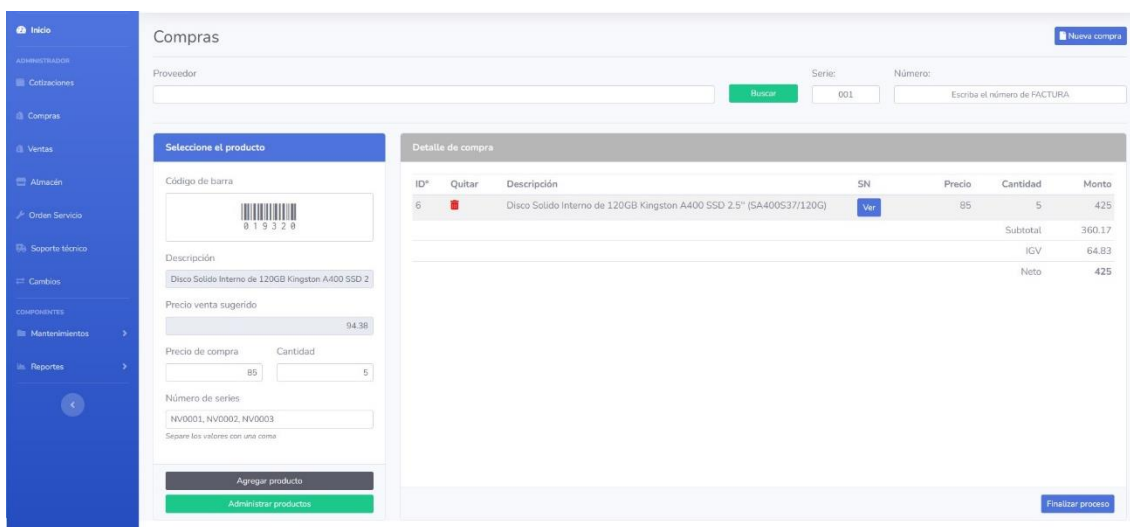 Inicio
ADMINISTRADOR
Cotizaciones
Compras
Ventas
Almacén
Orden Servicio
Soporto técnico
Cambios
COMPONENTES
Mantenimientos
Reportes
Compras
Nueva compra
Proveedor
Serie:
Número:
Buscar
001
Escriba el número de FACTURA
Seleccione el producto
Código de barra
019320
Descripción
Disco Solido Interno de 120GB Kingston A400 SSD 2
Precio venta sugerido
94.38
Precio de compra
Cantidad
85
5
Número de series
NV0001, NV0002, NV0003
Separe los valores con una coma
Agregar producto
Administrar productos
Detalle de compra
ID° Quitar Descripción SN Precio Cantidad Monto
6 Disco Solido Interno de 120GB Kingston A400 SSD 2.5" (SA400S37/120G) Ver 85 5 425
Subtotal 360.17
IGV 64.83
Neto 425
Finalizar proceso